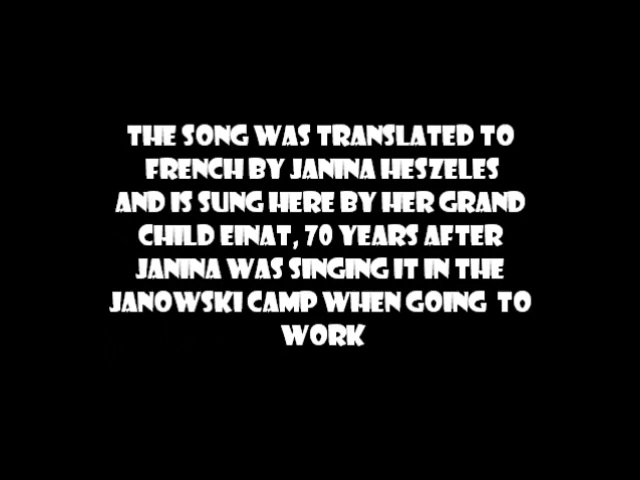 THE SONG WAS TRANSLATED TO
FRENCH BY JANINA HESZELES
AND IS SUNG HERE BY HER GRAND
CHILD EINAT, 70 YEARS AFTER
JANINA WAS SINGING IT IN THE
JANOWSKI CAMP WHEN GOING TO
WORK